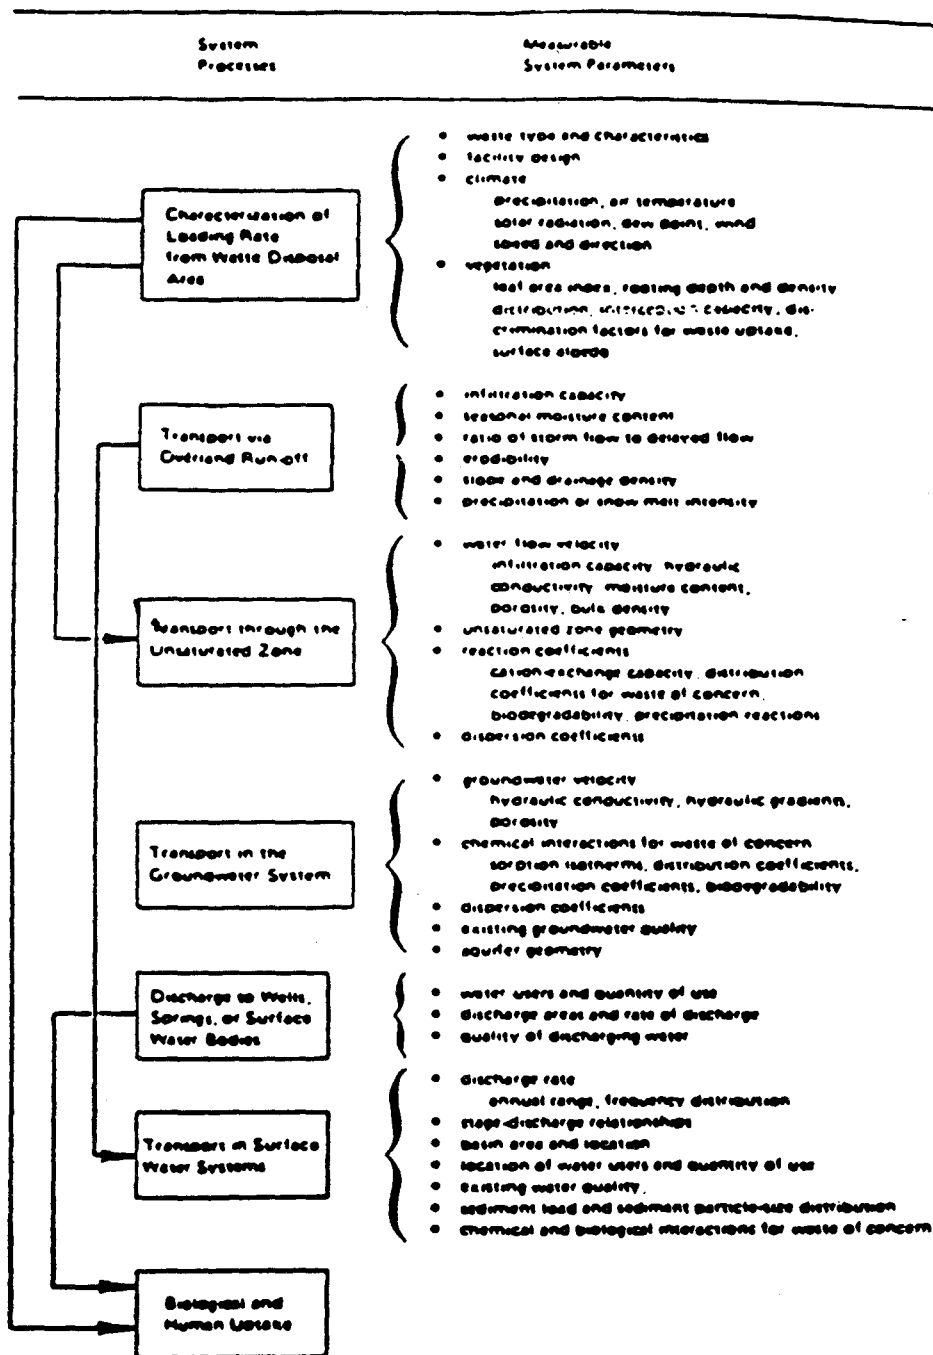 System
Processes
Measurable
System Parameters
Characterization of
Loading Rate
from Waste Disposal
Area
• waste type and characteristics
• facility design
• climate
precipitation, air temperature
solar radiation, dew point, wind
speed and direction
• vegetation
leaf area index, rooting depth and density
distribution, interception capacity, dis-
crimination factors for waste uptake,
surface albedo
Transport via
Overland Run-off
• infiltration capacity
• seasonal moisture content
• ratio of storm flow to delayed flow
• erodibility
• slope and drainage density
• precipitation or snow melt intensity
Transport through the
Unsaturated Zone
• water flow velocity
infiltration capacity hydraulic
conductivity moisture content,
porosity, bulk density
• unsaturated zone geometry
• reaction coefficients
cation-exchange capacity, distribution
coefficients for waste of concern,
biodegradability, precipitation reactions
• dispersion coefficients
Transport in the
Groundwater System
• groundwater velocity
hydraulic conductivity, hydraulic gradients,
porosity
• chemical interactions for waste of concern
sorption isotherms, distribution coefficients,
precipitation coefficients, biodegradability
• dispersion coefficients
• existing groundwater quality
• aquifer geometry
Discharge to Wells,
Springs, or Surface
Water Bodies
• water users and quantity of use
• discharge areas and rate of discharge
• quality of discharging water
Transport in Surface
Water Systems
• discharge rate
annual range, frequency distribution
• stage-discharge relationships
• basin area and location
• location of water users and quantity of use
• existing water quality,
• sediment load and sediment particle-size distribution
• chemical and biological interactions for waste of concern
Biological and
Human Uptake